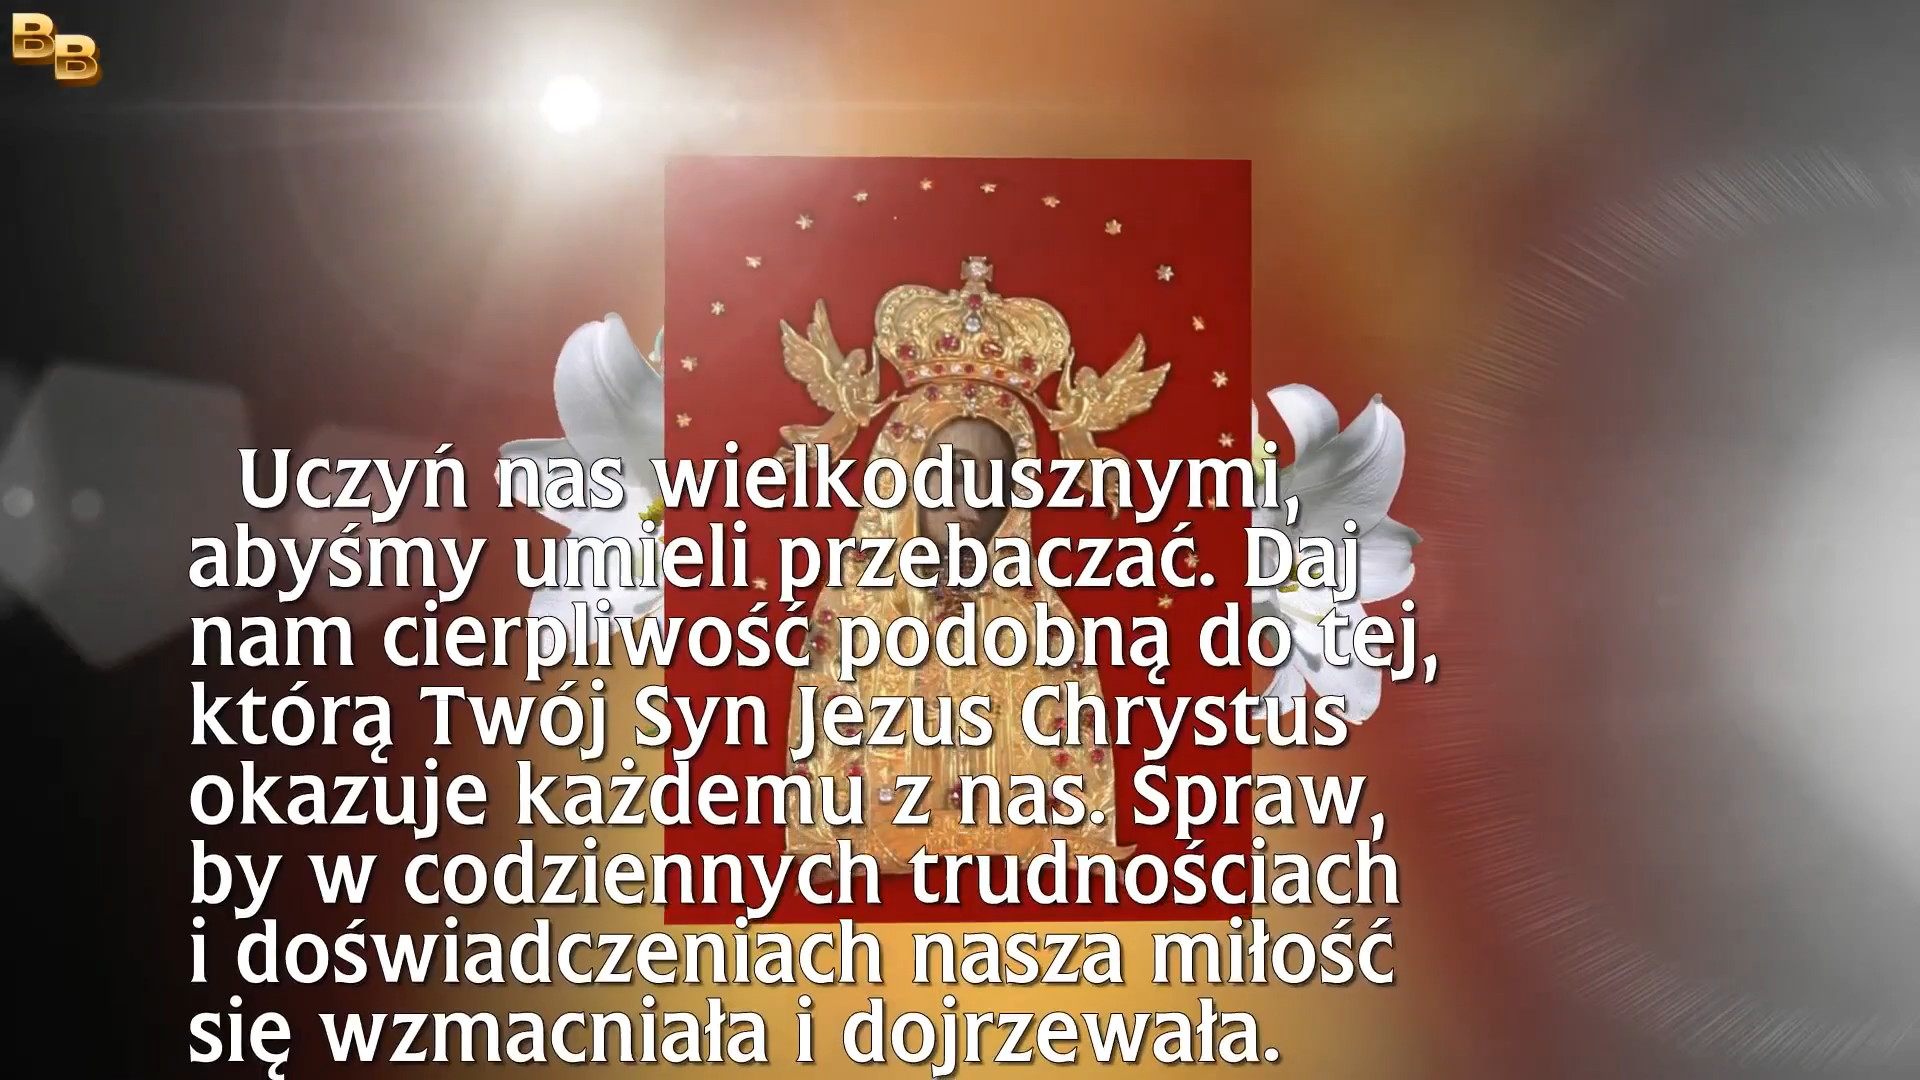 BB
Uczyń nas wielkodusznymi,
abyśmy umieli przebaczać. Daj
nam cierpliwość podobną do tej,
którą Twój Syn Jezus Chrystus
okazuje każdemu z nas. Spraw,
by w codziennych trudnościach
i doświadczeniach nasza miłość
się wzmacniała i dojrzewała.